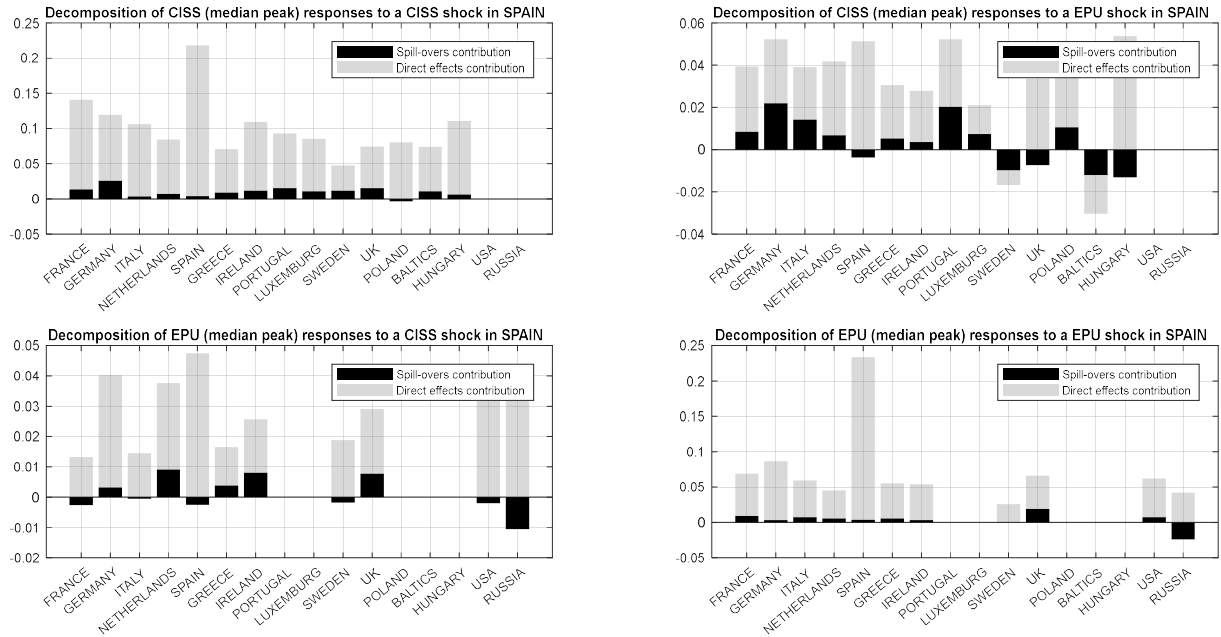 Decomposition of CISS (median peak) responses to a CISS shock in SPAIN
0.25
0.2
0.15
0.1
0.05
0
-0.05
Spill-overs contribution
Direct effects contribution
FRANCE
GERMANY
ITALY
NETHERLANDS
SPAIN
GREECE
IRELAND
PORTUGAL
LUXEMBURG
SWEDEN
UK
POLAND
BALTICS
HUNGARY
USA
RUSSIA
Decomposition of CISS (median peak) responses to a EPU shock in SPAIN
0.06
0.04
0.02
0
-0.02
-0.04
Spill-overs contribution
Direct effects contribution
FRANCE
GERMANY
ITALY
NETHERLANDS
SPAIN
GREECE
IRELAND
PORTUGAL
LUXEMBURG
SWEDEN
UK
POLAND
BALTICS
HUNGARY
USA
RUSSIA
Decomposition of EPU (median peak) responses to a CISS shock in SPAIN
0.05
0.04
0.03
0.02
0.01
0
-0.01
-0.02
Spill-overs contribution
Direct effects contribution
FRANCE
GERMANY
ITALY
NETHERLANDS
SPAIN
GREECE
IRELAND
PORTUGAL
LUXEMBURG
SWEDEN
UK
POLAND
BALTICS
HUNGARY
USA
RUSSIA
Decomposition of EPU (median peak) responses to a EPU shock in SPAIN
0.25
0.2
0.15
0.1
0.05
0
-0.05
Spill-overs contribution
Direct effects contribution
FRANCE
GERMANY
ITALY
NETHERLANDS
SPAIN
GREECE
IRELAND
PORTUGAL
LUXEMBURG
SWEDEN
UK
POLAND
BALTICS
HUNGARY
USA
RUSSIA